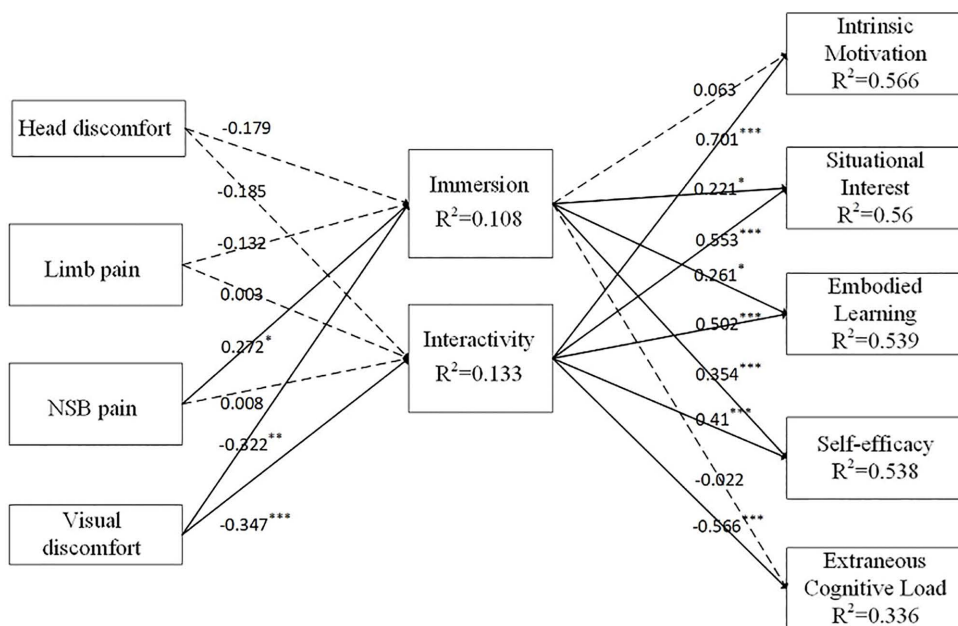 Head discomfort
Limb pain
NSB pain
Visual
discomfort
-0.179
-0.185
-0.132
0.003
0.272*
0.008
-0.322**
-0.347***
Immersion
R²=0.108
Interactivity
R²=0.133
0.063
0.701***
0.221*
0.553***
0.261*
0.502***
0.354***
0.41***
-0.022
-0.566***
Intrinsic
Motivation
R²=0.566
Situational
Interest
R²=0.56
Embodied
Learning
R²=0.539
Self-efficacy
R²=0.538
Extraneous
Cognitive Load
R²=0.336